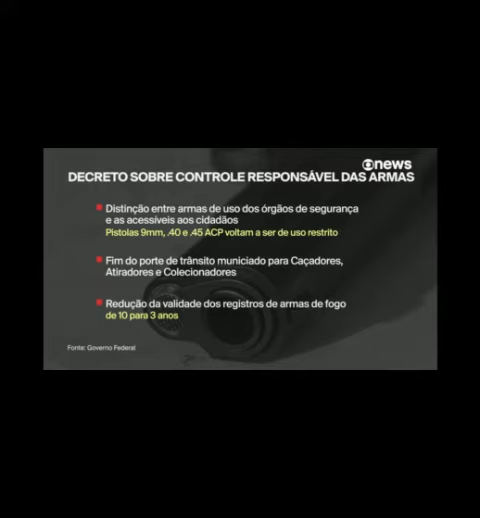 news
DECRETO SOBRE CONTROLE RESPONSÁVEL DAS ARMAS
Distinção entre armas de uso dos órgãos de segurança
e as acessíveis aos cidadãos
Pistolas 9mm, .40 e .45 ACP voltam a ser de uso restrito
Fim do porte de trânsito municiado para Caçadores,
Atiradores e Colecionadores
Redução da validade dos registros de armas de fogo
de 10 para 3 anos
Fonte: Governo Federal